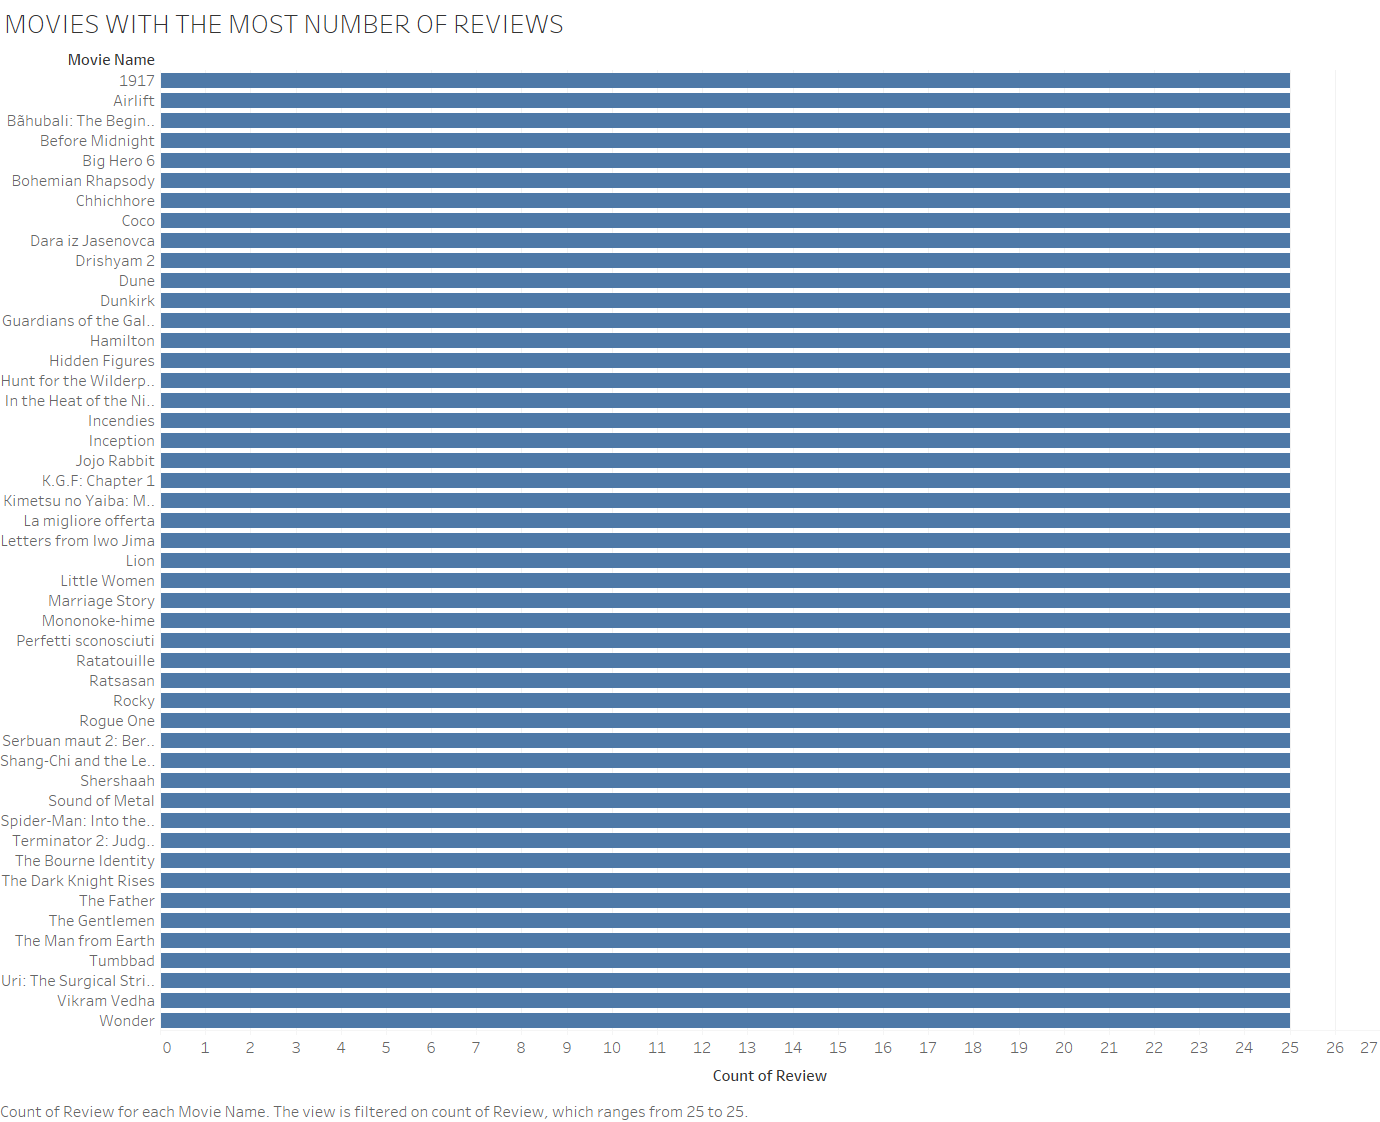 MOVIES WITH THE MOST NUMBER OF REVIEWS
Movie Name
1917
Airlift
Bãhubali: The Begin..
Before Midnight
Big Hero 6
Bohemian Rhapsody
Chhichhore
Coco
Dara iz Jasenovca
Drishyam 2
Dune
Dunkirk
Guardians of the Gal..
Hamilton
Hidden Figures
Hunt for the Wilderp..
In the Heat of the Ni..
Incendies
Inception
Jojo Rabbit
K.G.F: Chapter 1
Kimetsu no Yaiba: M..
La migliore offerta
Letters from Iwo Jima
Lion
Little Women
Marriage Story
Mononoke-hime
Perfetti sconosciuti
Ratatouille
Ratsasan
Rocky
Rogue One
Serbuan maut 2: Ber..
Shang-Chi and the Le..
Shershaah
Sound of Metal
Spider-Man: Into the..
Terminator 2: Judg..
The Bourne Identity
The Dark Knight Rises
The Father
The Gentlemen
The Man from Earth
Tumbbad
Uri: The Surgical Stri..
Vikram Vedha
Wonder
0 1 2 3 4 5 6 7 8 9 10 11 12 13 14 15 16 17 18 19 20 21 22 23 24 25 26 27
Count of Review
Count of Review for each Movie Name. The view is filtered on count of Review, which ranges from 25 to 25.